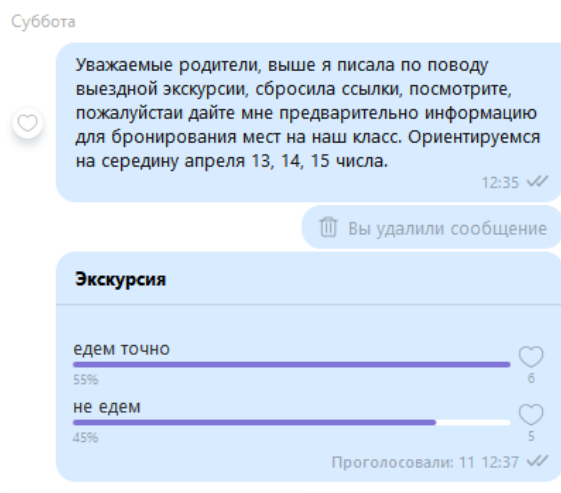 Суббота
Уважаемые родители, выше я писала по поводу
выездной экскурсии, сбросила ссылки, посмотрите,
пожалуйстаи дайте мне предварительно информацию
для бронирования мест на наш класс. Ориентируемся
на середину апреля 13, 14, 15 числа.
12:35
Вы удалили сообщение
Экскурсия
едем точно
55% 6
не едем
45% 5
Проголосовали: 11 12:37